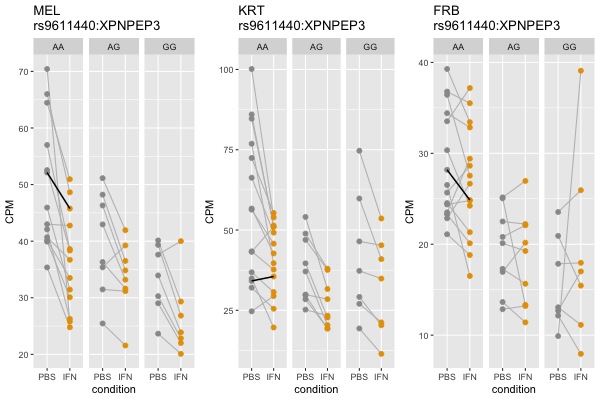 MEL
rs9611440:XPNPEP3
AA AG GG
CPM
70
60
50
40
30
20
PBS IFN PBS IFN PBS IFN
condition
KRT
rs9611440:XPNPEP3
AA AG GG
CPM
100
75
50
25
PBS IFN PBS IFN PBS IFN
condition
FRB
rs9611440:XPNPEP3
AA AG GG
CPM
40
30
20
10
PBS IFN PBS IFN PBS IFN
condition